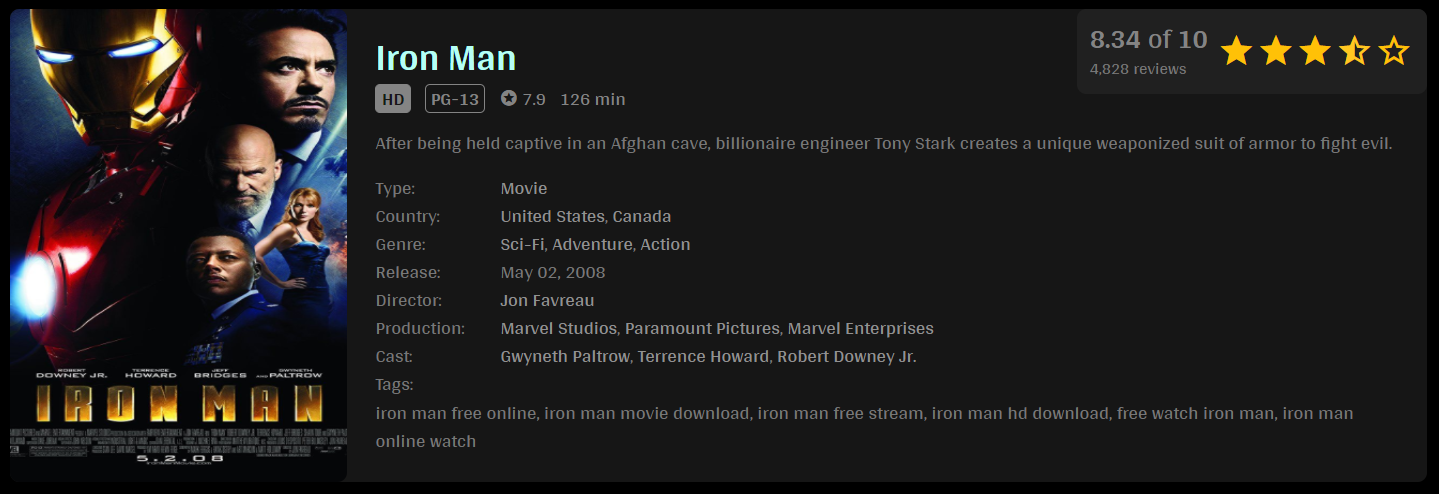 Iron Man
8.34 of 10
4,828 reviews
HD PG-13 7.9 126 min
After being held captive in an Afghan cave, billionaire engineer Tony Stark creates a unique weaponized suit of armor to fight evil.
Type: Movie
Country: United States, Canada
Genre: Sci-Fi, Adventure, Action
Release: May 02, 2008
Director: Jon Favreau
Production: Marvel Studios, Paramount Pictures, Marvel Enterprises
Cast: Gwyneth Paltrow, Terrence Howard, Robert Downey Jr.
Tags:
iron man free online, iron man movie download, iron man free stream, iron man hd download, free watch iron man, iron man
online watch
ROBERT DOWNEY JR. TERRENCE HOWARD JEFF BRIDGES AND GWYNETH PALTROW
IRON MAN
5.2.08